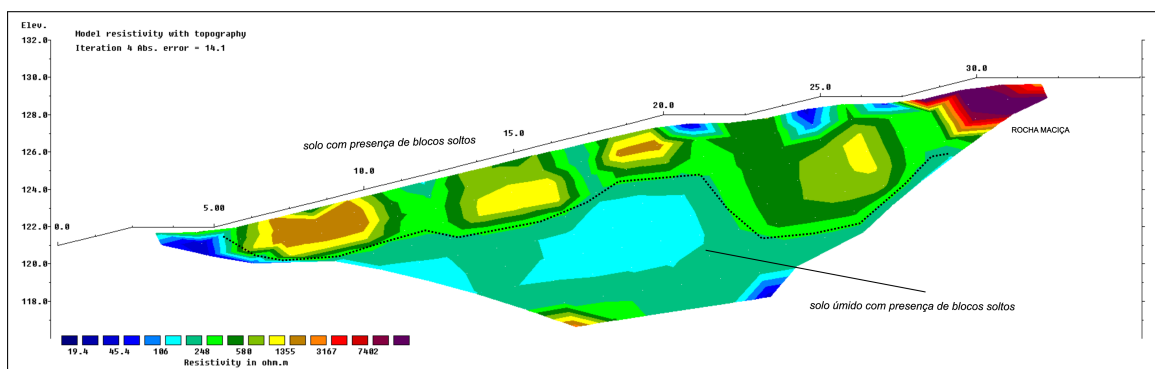 Elev.
Model resistivity with topography
132.0
Iteration 4 Abs. error = 14.1
130.0
30.0
25.0
128.0
20.0
ROCHA MACIÇA
solo com presença de blocos soltos
15.0
126.0
10.0
124.0
5.00
122.0
0.0
120.0
118.0
solo úmido com presença de blocos soltos
19.4 45.4 106 248 580 1355 3167 7402
Resistivity in ohm.m